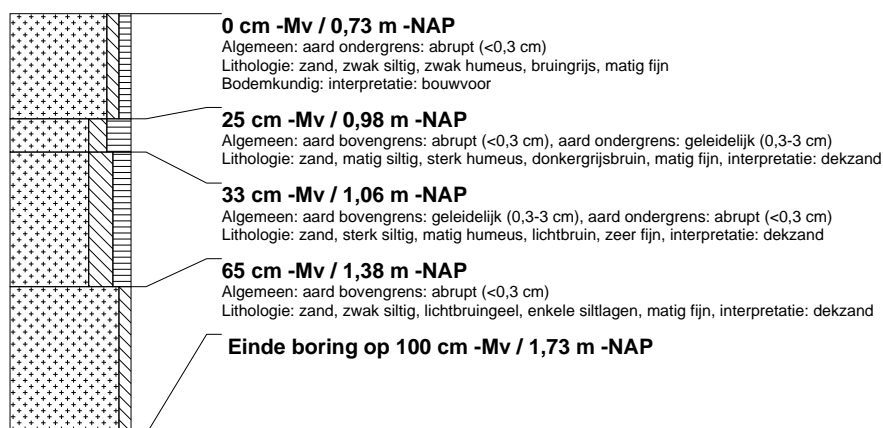 0 cm -Mv / 0,73 m -NAP
Algemeen: aard ondergrens: abrupt (<0,3 cm)
Lithologie: zand, zwak siltig, zwak humeus, bruingrijs, matig fijn
Bodemkundig: interpretatie: bouwvoor
25 cm -Mv / 0,98 m -NAP
Algemeen: aard bovengrens: abrupt (<0,3 cm), aard ondergrens: geleidelijk (0,3-3 cm)
Lithologie: zand, matig siltig, sterk humeus, donkergrijsbruin, matig fijn, interpretatie: dekzand
33 cm -Mv / 1,06 m -NAP
Algemeen: aard bovengrens: geleidelijk (0,3-3 cm), aard ondergrens: abrupt (<0,3 cm)
Lithologie: zand, sterk siltig, matig humeus, lichtbruin, zeer fijn, interpretatie: dekzand
65 cm -Mv / 1,38 m -NAP
Algemeen: aard bovengrens: abrupt (<0,3 cm)
Lithologie: zand, zwak siltig, lichtbruingeel, enkele siltlagen, matig fijn, interpretatie: dekzand
Einde boring op 100 cm -Mv / 1,73 m -NAP